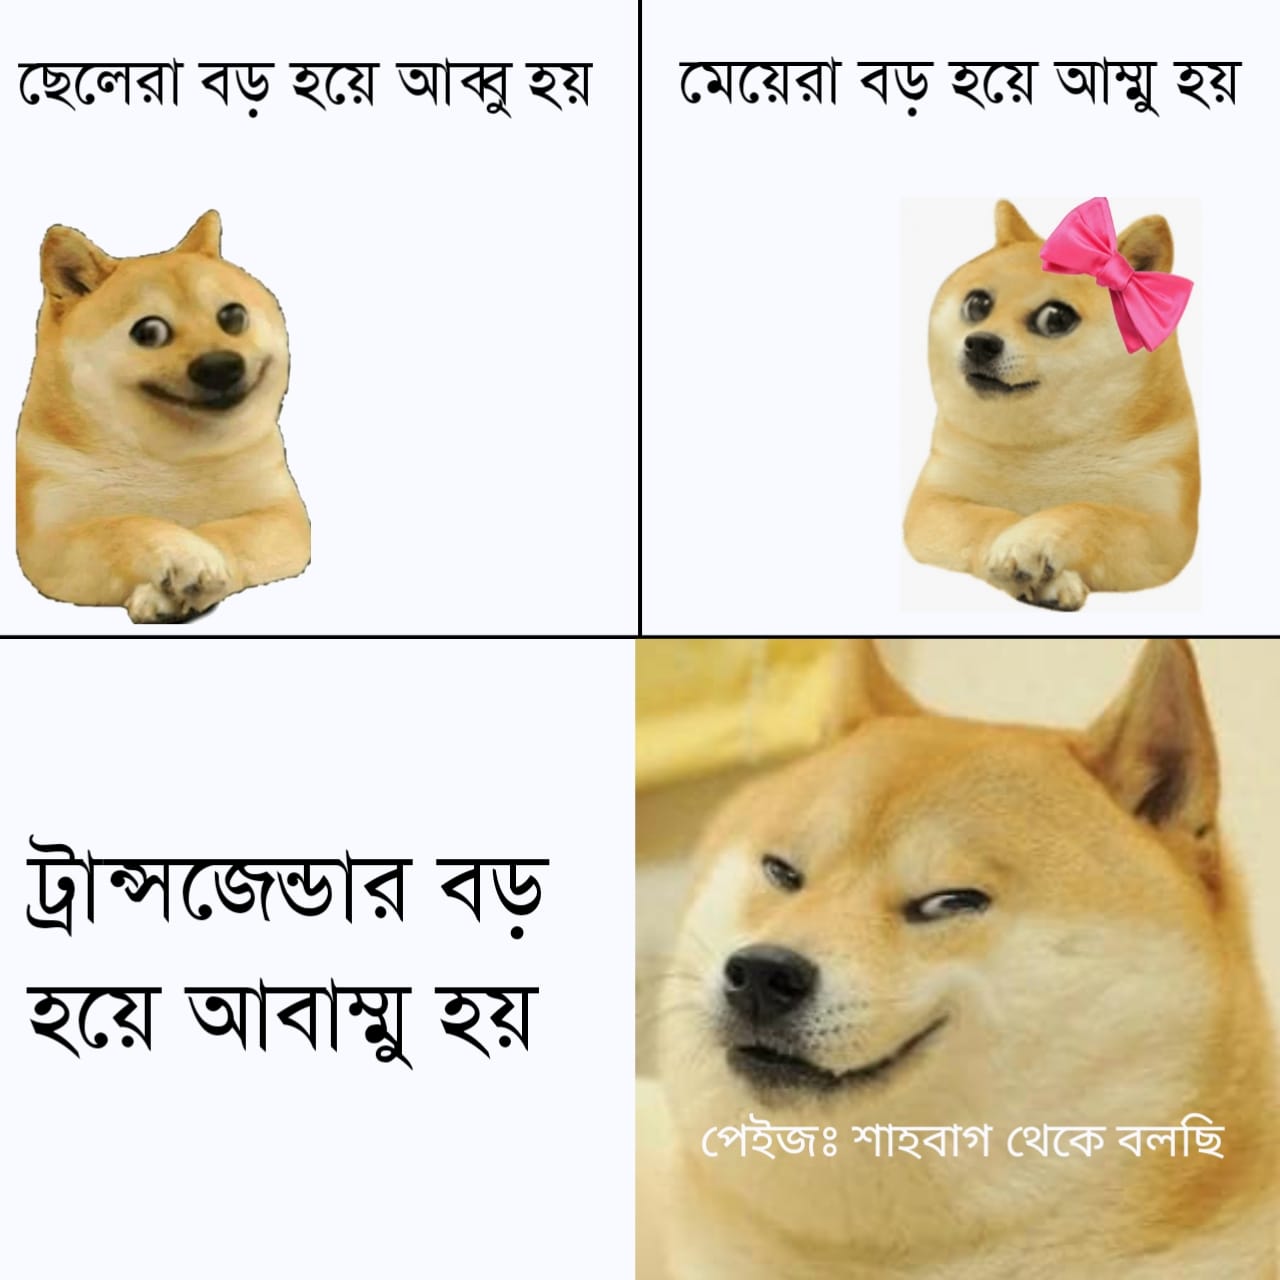 ছেলেরা বড় হয়ে আব্বু হয়
মেয়েরা বড় হয়ে আম্মু হয়
ট্রান্সজেন্ডার বড়
হয়ে আবাম্মু হয়
পেইজঃ শাহবাগ থেকে বলছি